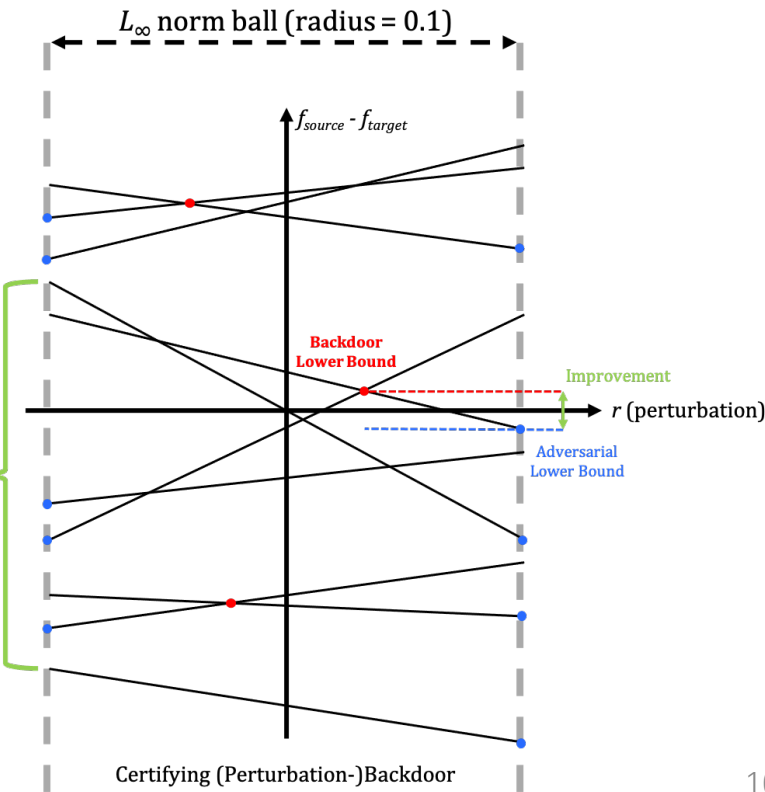 L∞ norm ball (radius = 0.1)
fsource - ftarget
Backdoor
Lower Bound
Improvement
r (perturbation)
Adversarial
Lower Bound
Certifying (Perturbation-)Backdoor